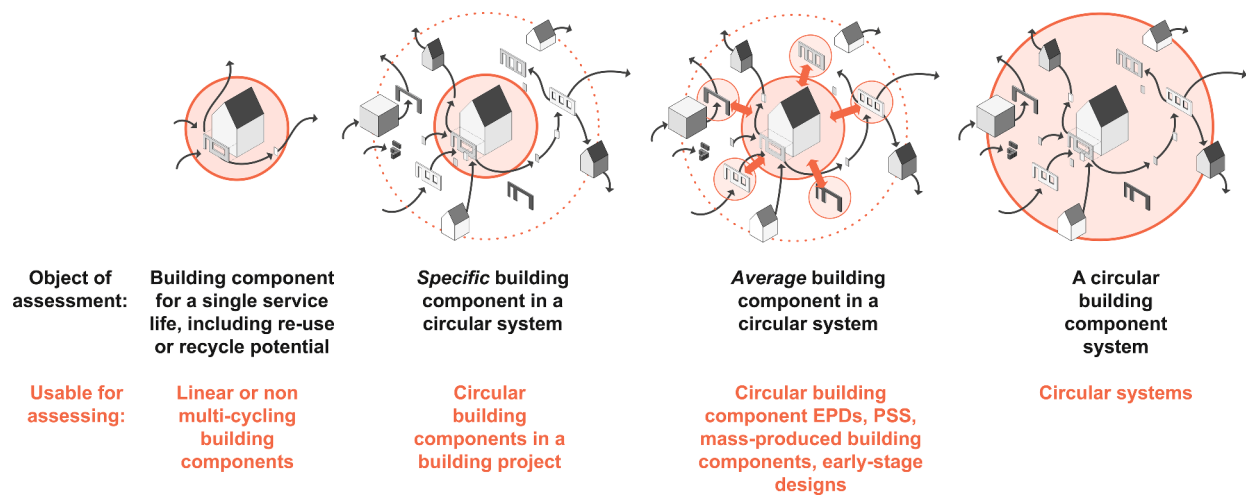 Object of
assessment:
Building component
for a single service
life, including re-use
or recycle potential
Specific building
component in a
circular system
Average building
component in a
circular system
A circular
building
component
system
Usable for
assessing:
Linear or non
multi-cycling
building
components
Circular
building
components in a
building project
Circular building
component EPDs, PSS,
mass-produced building
components, early-stage
designs
Circular systems